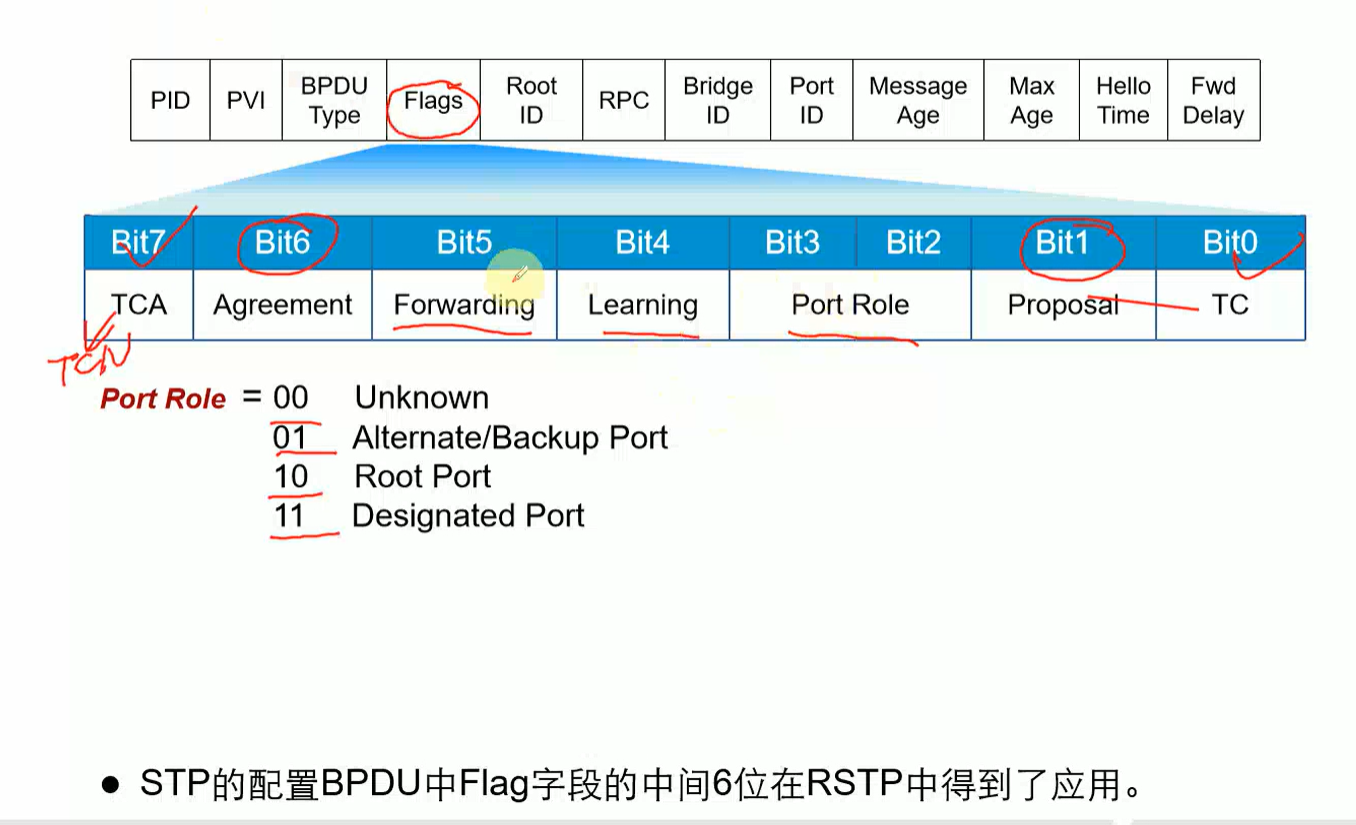 PID PVI BPDU Type Flags Root ID RPC Bridge ID Port ID Message Age Max Age Hello Time Fwd Delay
Bit7 Bit6 Bit5 Bit4 Bit3 Bit2 Bit1 Bit0
TCA Agreement Forwarding Learning Port Role Proposal TC
TCN
Port Role = 00 Unknown
01 Alternate/Backup Port
10 Root Port
11 Designated Port
● STP的配置BPDU中Flag字段的中间6位在RSTP中得到了应用。